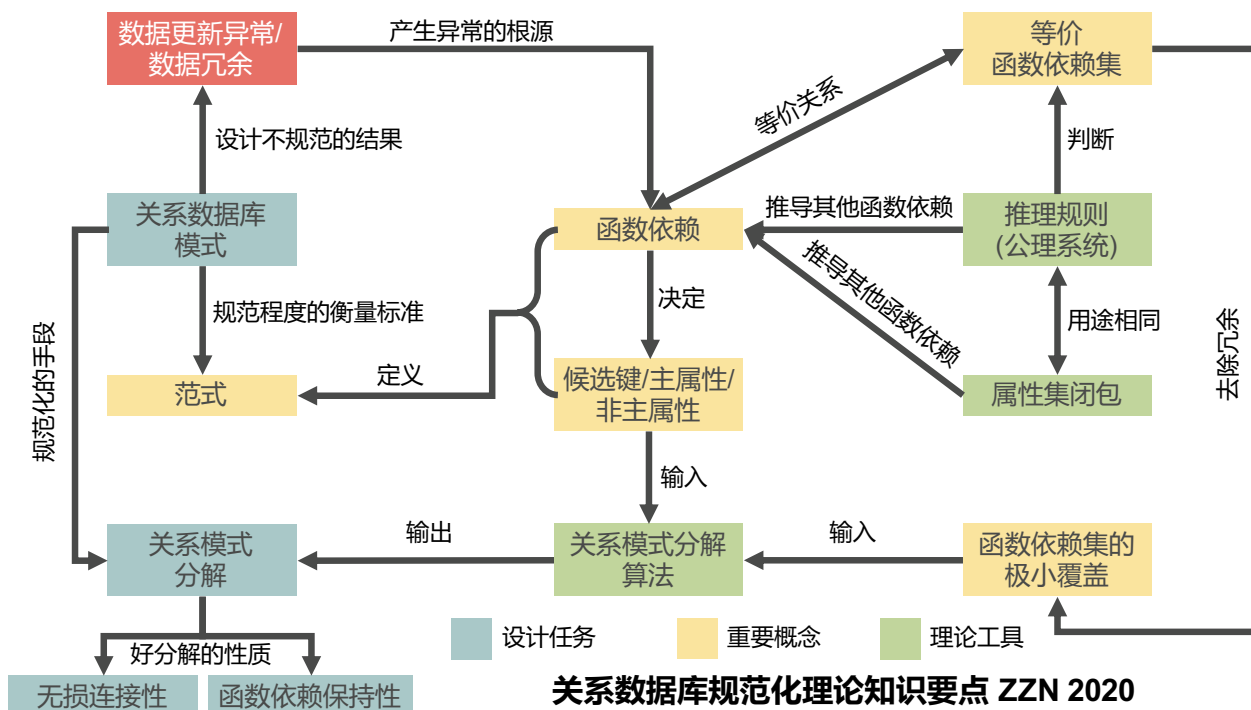 数据更新异常/
数据冗余
产生异常的根源
等价
函数依赖集
等价关系
设计不规范的结果
判断
关系数据库
模式
函数依赖
推导其他函数依赖
推理规则
(公理系统)
推导其他函数依赖
规范程度的衡量标准
决定
用途相同
规范化的手段
去除冗余
范式
定义
候选键/主属性/
非主属性
属性集闭包
输入
关系模式
分解
输出
关系模式分解
算法
输入
函数依赖集的
极小覆盖
好分解的性质
设计任务
重要概念
理论工具
无损连接性
函数依赖保持性
关系数据库规范化理论知识要点 ZZN 2020